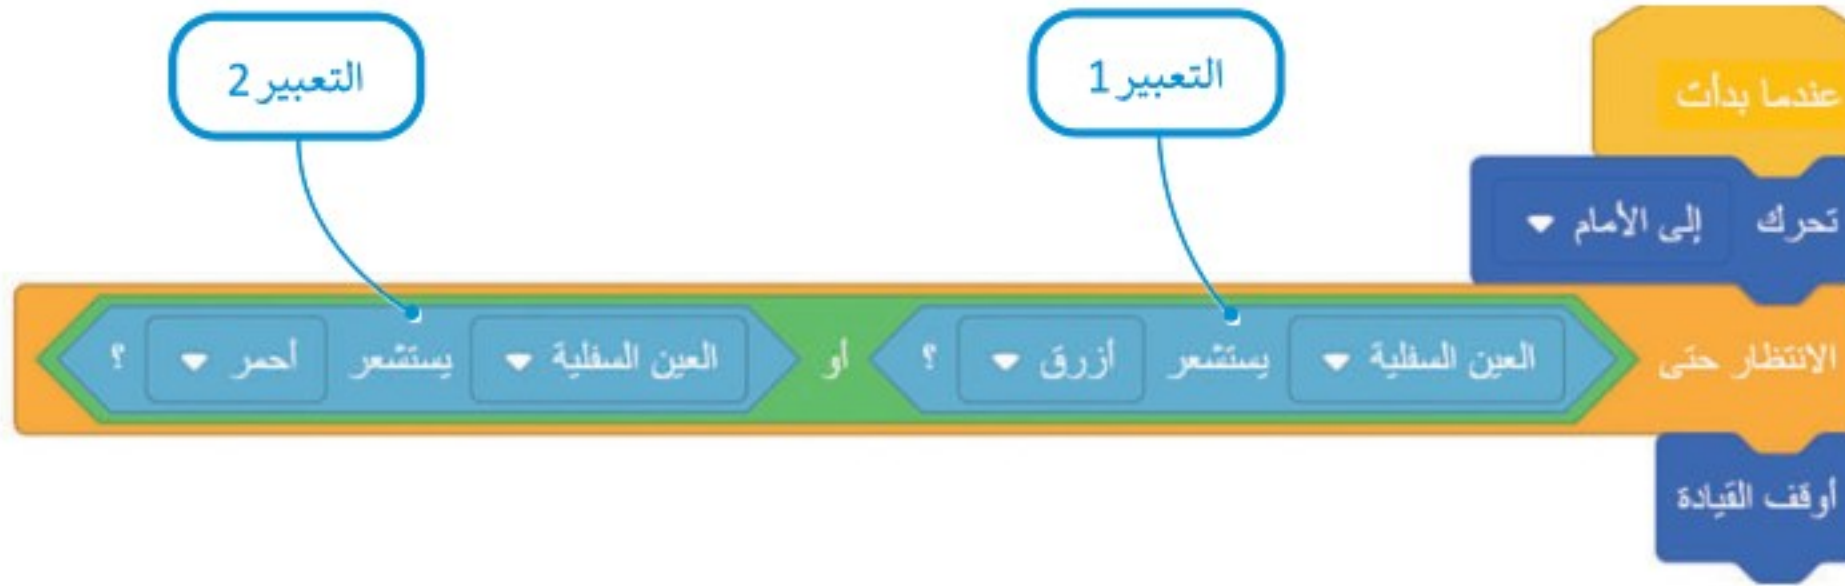 التعبير 1
التعبير 2
عندما بدأت
تحرك إلى الأمام
الانتظار حتى العين السفلية يستشعر أزرق ؟ أو العين السفلية يستشعر أحمر ؟
أوقف القيادة